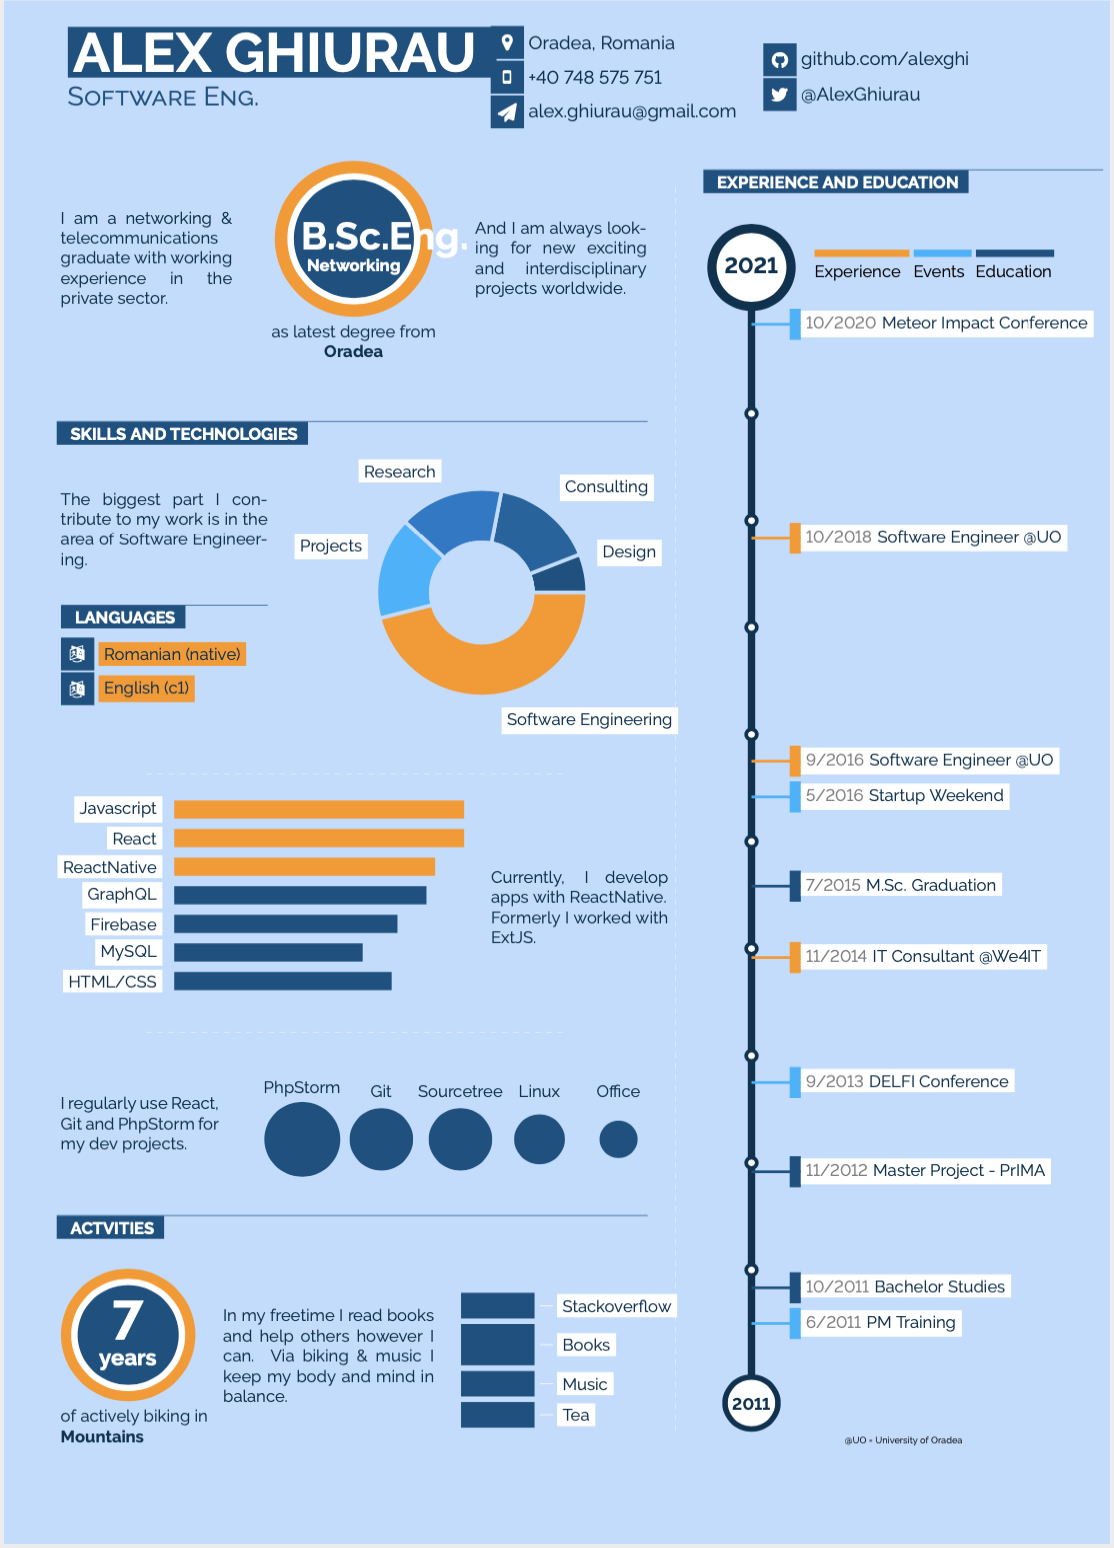 ALEX GHIURAU
SOFTWARE ENG.
Oradea, Romania
+40 748 575 751
alex.ghiurau@gmail.com
github.com/alexghi
@AlexGhiurau
I am a networking &
telecommunications
graduate with working
experience in the
private sector.
B.Sc.Eng.
Networking
as latest degree from
Oradea
And I am always look-
ing for new exciting
and interdisciplinary
projects worldwide.
SKILLS AND TECHNOLOGIES
The biggest part I con-
tribute to my work is in the
area of Software Engineer-
ing.
LANGUAGES
Romanian (native)
English (c1)
Research
Consulting
Projects
Design
Software Engineering
Javascript
React
ReactNative
GraphQL
Firebase
MySQL
HTML/CSS
Currently, I develop
apps with ReactNative.
Formerly I worked with
ExtJS.
I regularly use React,
Git and PhpStorm for
my dev projects.
PhpStorm
Git
Sourcetree
Linux
Office
ACTVITIES
7
years
of actively biking in
Mountains
In my freetime I read books
and help others however I
can. Via biking & music I
keep my body and mind in
balance.
Stackoverflow
Books
Music
Tea
EXPERIENCE AND EDUCATION
2021
Experience
Events
Education
10/2020 Meteor Impact Conference
10/2018 Software Engineer @UO
9/2016 Software Engineer @UO
5/2016 Startup Weekend
7/2015 M.Sc. Graduation
11/2014 IT Consultant @We4IT
9/2013 DELFI Conference
11/2012 Master Project - PrIMA
10/2011 Bachelor Studies
6/2011 PM Training
2011
@UO = University of Oradea